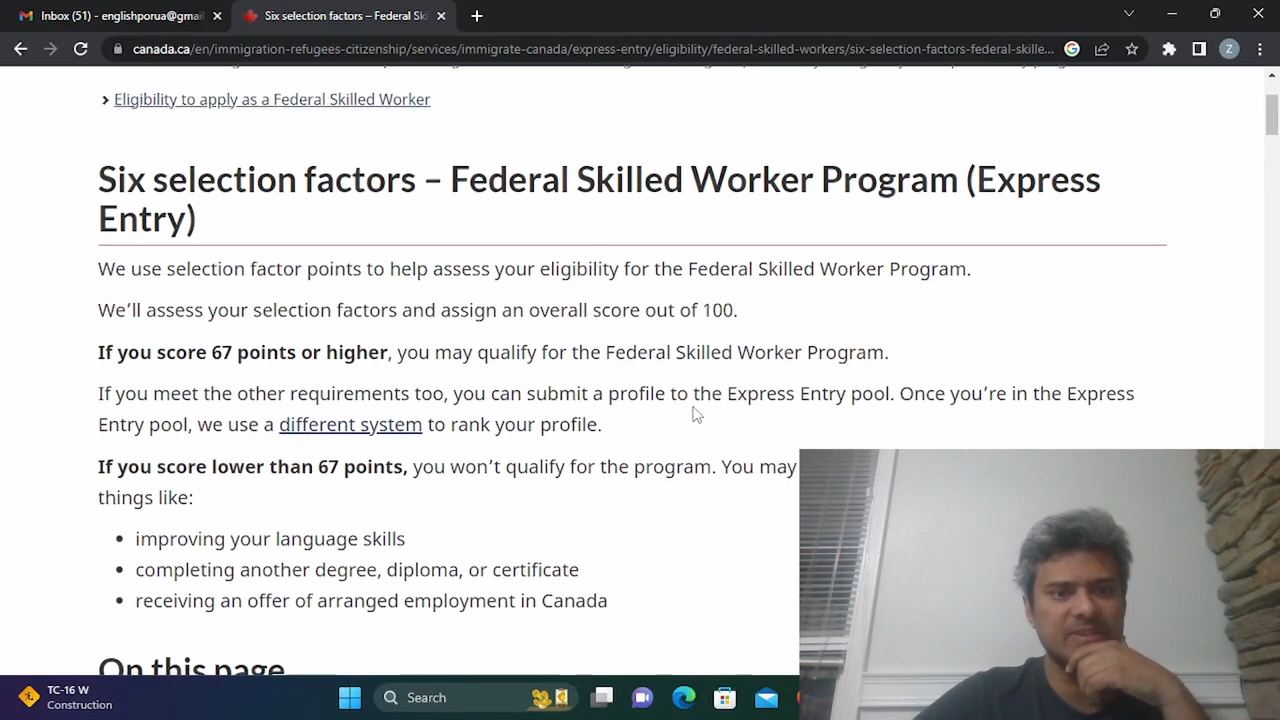 Inbox (51) - englishporua@gmai
Six selection factors – Federal Ski
canada.ca/en/immigration-refugees-citizenship/services/immigrate-canada/express-entry/eligibility/federal-skilled-workers/six-selection-factors-federal-skille...
Z
Eligibility to apply as a Federal Skilled Worker
Six selection factors – Federal Skilled Worker Program (Express
Entry)
We use selection factor points to help assess your eligibility for the Federal Skilled Worker Program.
We’ll assess your selection factors and assign an overall score out of 100.
If you score 67 points or higher, you may qualify for the Federal Skilled Worker Program.
If you meet the other requirements too, you can submit a profile to the Express Entry pool. Once you’re in the Express
Entry pool, we use a different system to rank your profile.
If you score lower than 67 points, you won’t qualify for the program. You may
things like:
improving your language skills
completing another degree, diploma, or certificate
receiving an offer of arranged employment in Canada
On this page
TC-16 W
Construction
Search